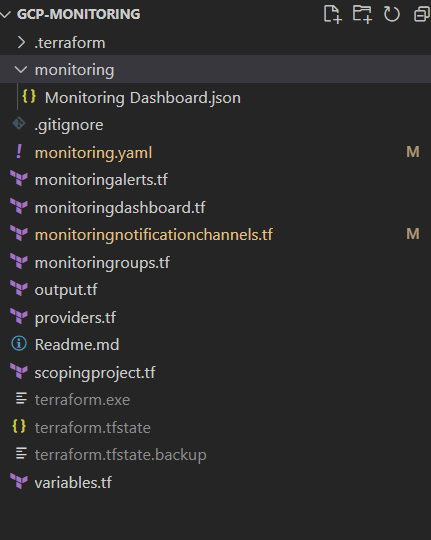 GCP-MONITORING
.terraform
monitoring
{} Monitoring Dashboard.json
.gitignore
! monitoring.yaml M
monitoringalerts.tf
monitoringdashboard.tf
monitoringnotificationchannels.tf M
monitoringroups.tf
output.tf
providers.tf
Readme.md
scopingproject.tf
terraform.exe
{} terraform.tfstate
terraform.tfstate.backup
variables.tf